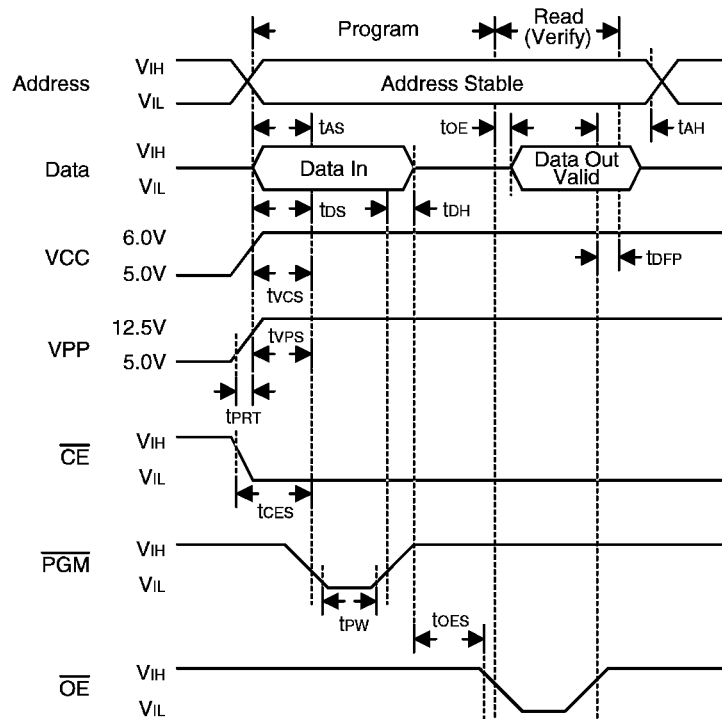 Program
Read
(Verify)
Address
VIH
VIL
Address Stable
tAS
tOE
tAH
Data
VIH
VIL
Data In
Data Out
Valid
tDS
tDH
VCC
6.0V
5.0V
tDFP
tVCS
VPP
12.5V
5.0V
tVPS
tPRT
CE
VIH
VIL
tCES
PGM
VIH
VIL
tPW
tOES
OE
VIH
VIL